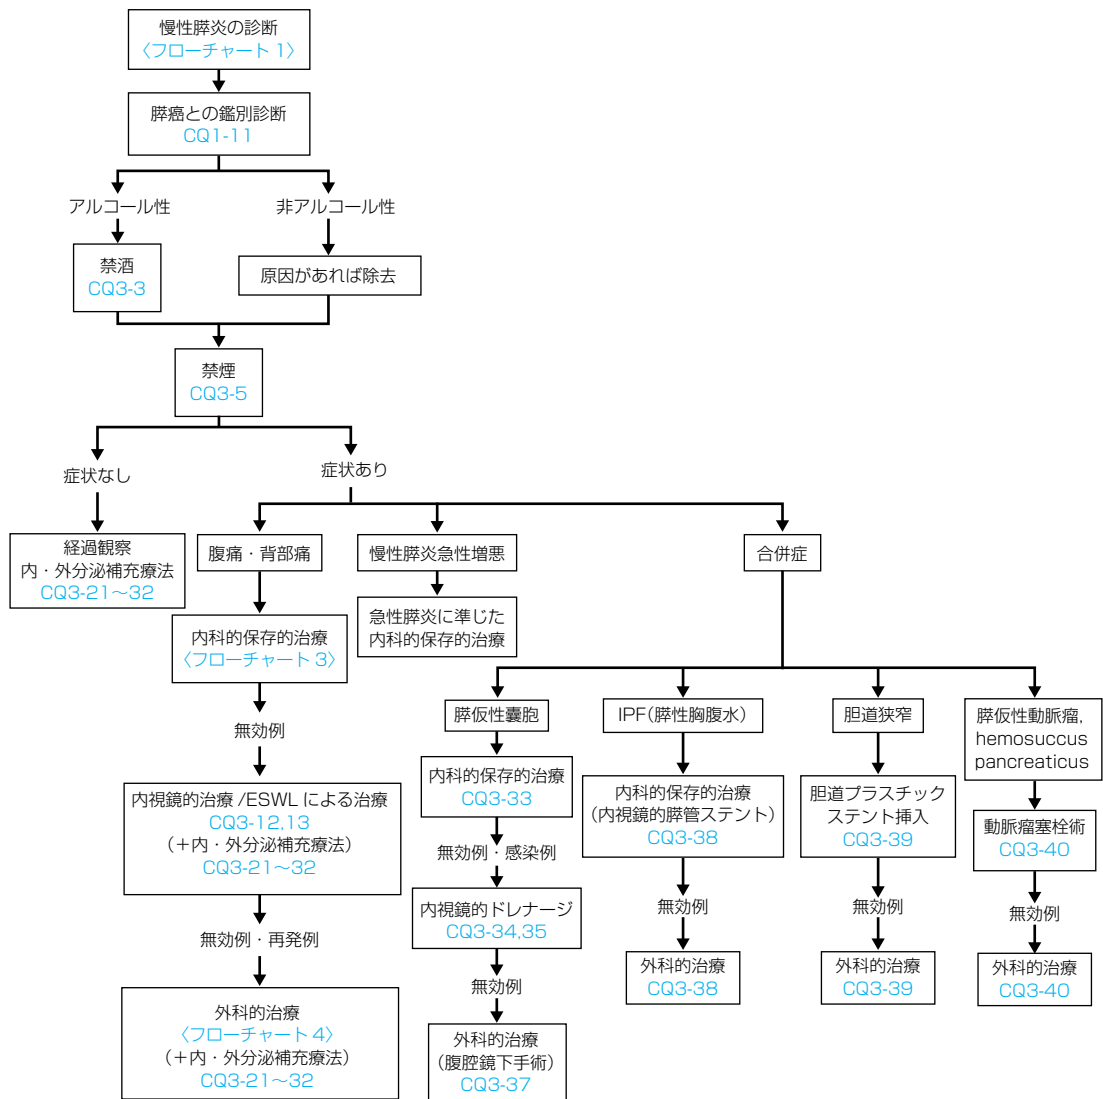 慢性膵炎の診断
〈フローチャート 1〉
膵癌との鑑別診断
CQ1-11
アルコール性
非アルコール性
禁酒
CQ3-3
原因があれば除去
禁煙
CQ3-5
症状なし
症状あり
経過観察
内・外分泌補充療法
CQ3-21〜32
腹痛・背部痛
慢性膵炎急性増悪
合併症
内科的保存的治療
〈フローチャート 3〉
急性膵炎に準じた
内科的保存的治療
無効例
内視鏡的治療 /ESWL による治療
CQ3-12,13
(＋内・外分泌補充療法)
CQ3-21〜32
無効例・再発例
外科的治療
〈フローチャート 4〉
(＋内・外分泌補充療法)
CQ3-21〜32
膵仮性嚢胞
内科的保存的治療
CQ3-33
無効例・感染例
内視鏡的ドレナージ
CQ3-34,35
無効例
外科的治療
(腹腔鏡下手術)
CQ3-37
IPF(膵性胸腹水)
内科的保存的治療
(内視鏡的膵管ステント)
CQ3-38
無効例
外科的治療
CQ3-38
胆道狭窄
胆道プラスチック
ステント挿入
CQ3-39
無効例
外科的治療
CQ3-39
膵仮性動脈瘤,
hemosuccus
pancreaticus
動脈瘤塞栓術
CQ3-40
無効例
外科的治療
CQ3-40